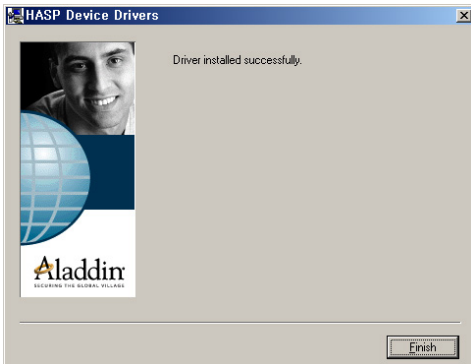 HASP Device Drivers
Driver installed successfully.
Aladdin
SECURING THE GLOBAL VILLAGE
Finish